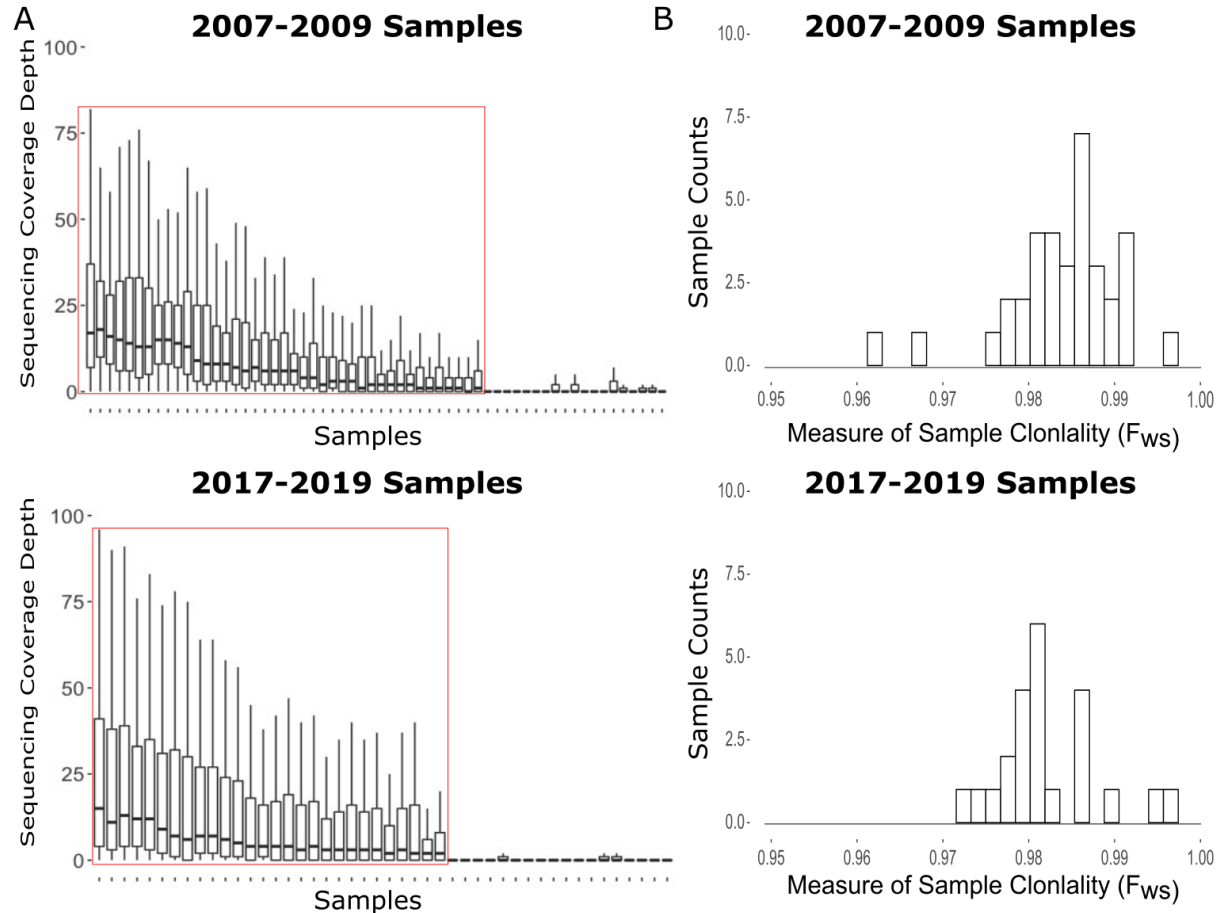 A
2007-2009 Samples
Sequencing Coverage Depth
100-
75-
50-
25-
0-
Samples
B
2007-2009 Samples
Sample Counts
10.0-
7.5-
5.0-
2.5-
0.0-
0.95 0.96 0.97 0.98 0.99 1.00
Measure of Sample Clonlality (FWS)
2017-2019 Samples
Sequencing Coverage Depth
100-
75-
50-
25-
0-
Samples
2017-2019 Samples
Sample Counts
10.0-
7.5-
5.0-
2.5-
0.0-
0.95 0.96 0.97 0.98 0.99 1.00
Measure of Sample Clonlality (FWS)